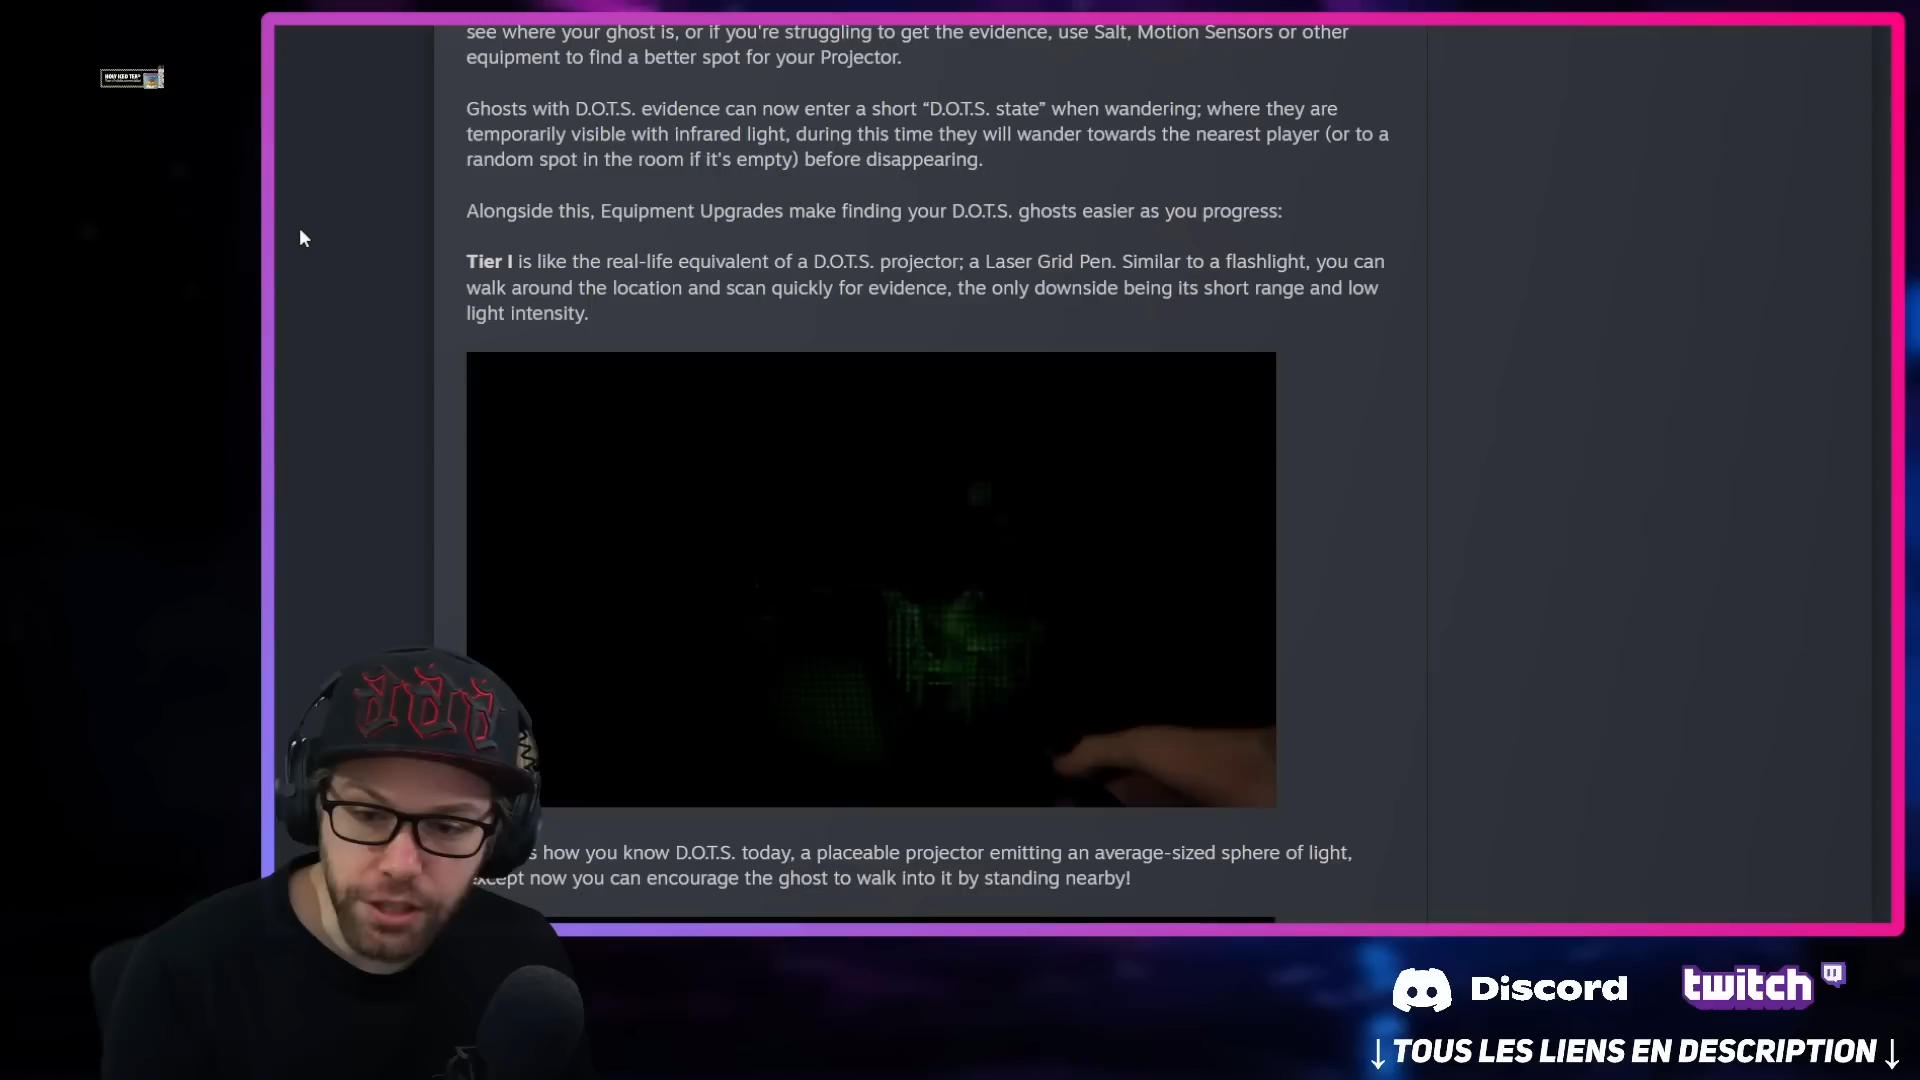 see where your ghost is, or if you're struggling to get the evidence, use Salt, Motion Sensors or other
equipment to find a better spot for your Projector.
Ghosts with D.O.T.S. evidence can now enter a short “D.O.T.S. state” when wandering; where they are
temporarily visible with infrared light, during this time they will wander towards the nearest player (or to a
random spot in the room if it's empty) before disappearing.
Alongside this, Equipment Upgrades make finding your D.O.T.S. ghosts easier as you progress:
Tier I is like the real-life equivalent of a D.O.T.S. projector; a Laser Grid Pen. Similar to a flashlight, you can
walk around the location and scan quickly for evidence, the only downside being its short range and low
light intensity.
how you know D.O.T.S. today, a placeable projector emitting an average-sized sphere of light,
except now you can encourage the ghost to walk into it by standing nearby!
HOLY ICED TEA
Discord
twitch
↓ TOUS LES LIENS EN DESCRIPTION ↓